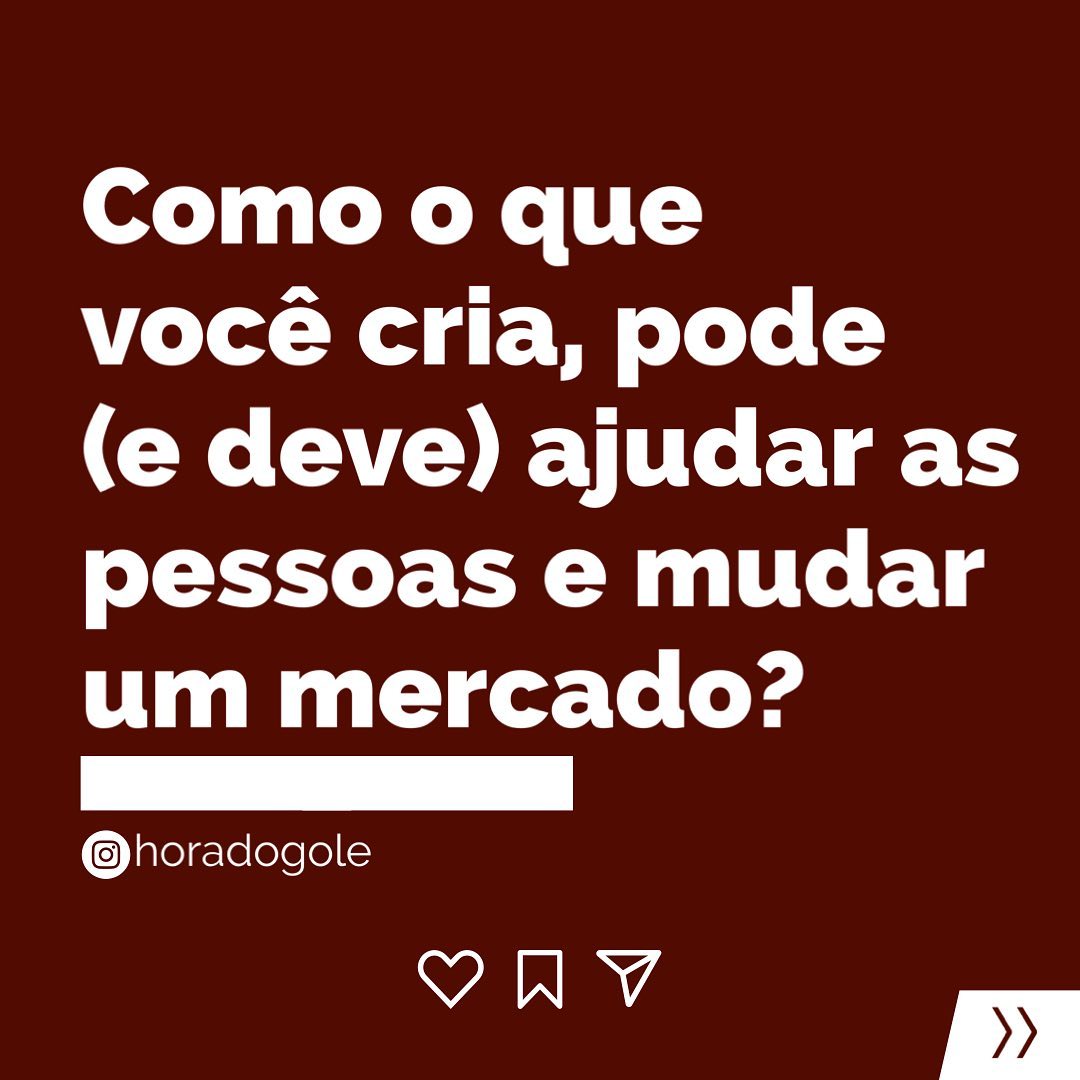 Como o que
você cria, pode
(e deve) ajudar as
pessoas e mudar
um mercado?
horadogole